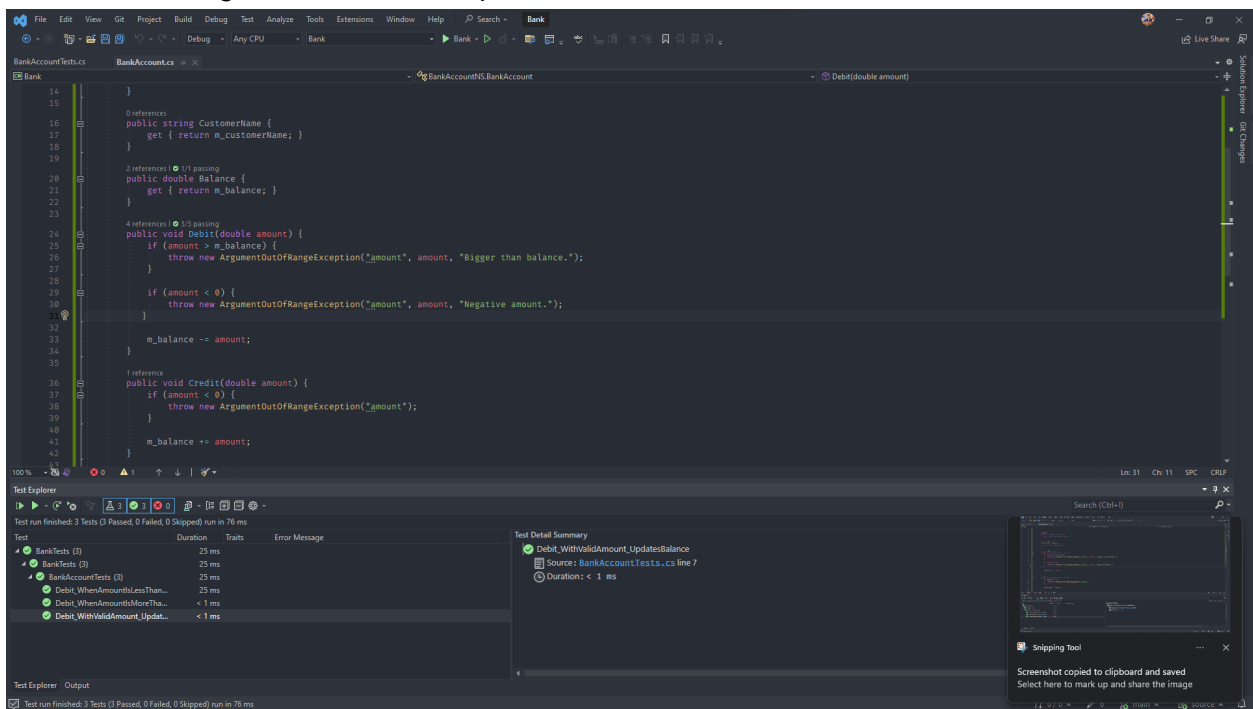 File Edit View Git Project Build Debug Test Analyze Tools Extensions Window Help Search Bank
Debug Any CPU Bank Bank Live Share
BankAccountTests.cs BankAccount.cs
Bank BankAccountNS.BankAccount Debit(double amount)
Solution Explorer
Git Changes
14 }
15
0 references
16 public string CustomerName {
17 get { return m_customerName; }
18 }
19
2 references | 1/1 passing
20 public double Balance {
21 get { return m_balance; }
22 }
23
4 references | 3/3 passing
24 public void Debit(double amount) {
25 if (amount > m_balance) {
26 throw new ArgumentOutOfRangeException("amount", amount, "Bigger than balance.");
27 }
28
29 if (amount < 0) {
30 throw new ArgumentOutOfRangeException("amount", amount, "Negative amount.");
31 }
32
33 m_balance -= amount;
34 }
35
1 reference
36 public void Credit(double amount) {
37 if (amount < 0) {
38 throw new ArgumentOutOfRangeException("amount");
39 }
40
41 m_balance += amount;
42 }
43
100 % 0 1 Ln: 31 Ch: 11 SPC CRLF
Test Explorer
3 3 0 Search (Ctrl+I)
Test run finished: 3 Tests (3 Passed, 0 Failed, 0 Skipped) run in 76 ms
Test Duration Traits Error Message
BankTests (3) 25 ms
BankTests (3) 25 ms
BankAccountTests (3) 25 ms
Debit_WhenAmountIsLessThan... 25 ms
Debit_WhenAmountIsMoreTha... < 1 ms
Debit_WithValidAmount_Updat... < 1 ms
Test Detail Summary
Debit_WithValidAmount_UpdatesBalance
Source: BankAccountTests.cs line 7
Duration: < 1 ms
Snipping Tool
Screenshot copied to clipboard and saved
Select here to mark up and share the image
Test Explorer Output
Test run finished: 3 Tests (3 Passed, 0 Failed, 0 Skipped) run in 76 ms 0 / 0 0 main source